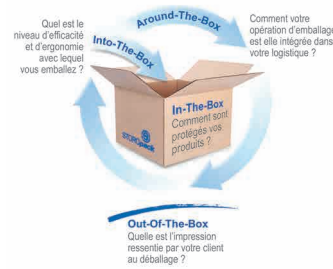 Around-The-Box
Comment votre
opération d'emballage
est elle intégrée dans
votre logistique ?
Quel est le
niveau d'efficacité
et d'ergonomie
avec lequel
vous emballez ?
Into-The-Box
In-The-Box
Comment sont
protégés vos
produits ?
STOROpack
Out-Of-The-Box
Quelle est l'impression
ressentie par votre client
au déballage ?